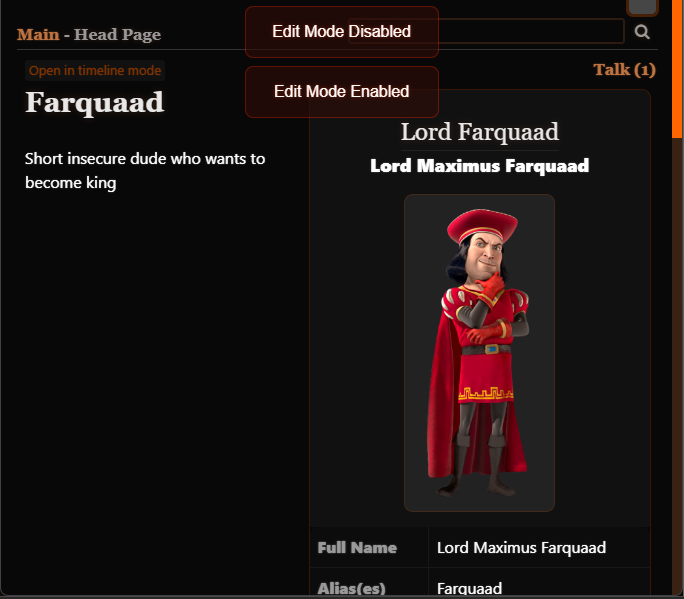 Edit Mode Disabled
Main - Head Page
Edit Mode Enabled
Open in timeline mode
Talk (1)
Farquaad
Short insecure dude who wants to
become king
Lord Farquaad
Lord Maximus Farquaad
Full Name Lord Maximus Farquaad
Alias(es) Farquaad